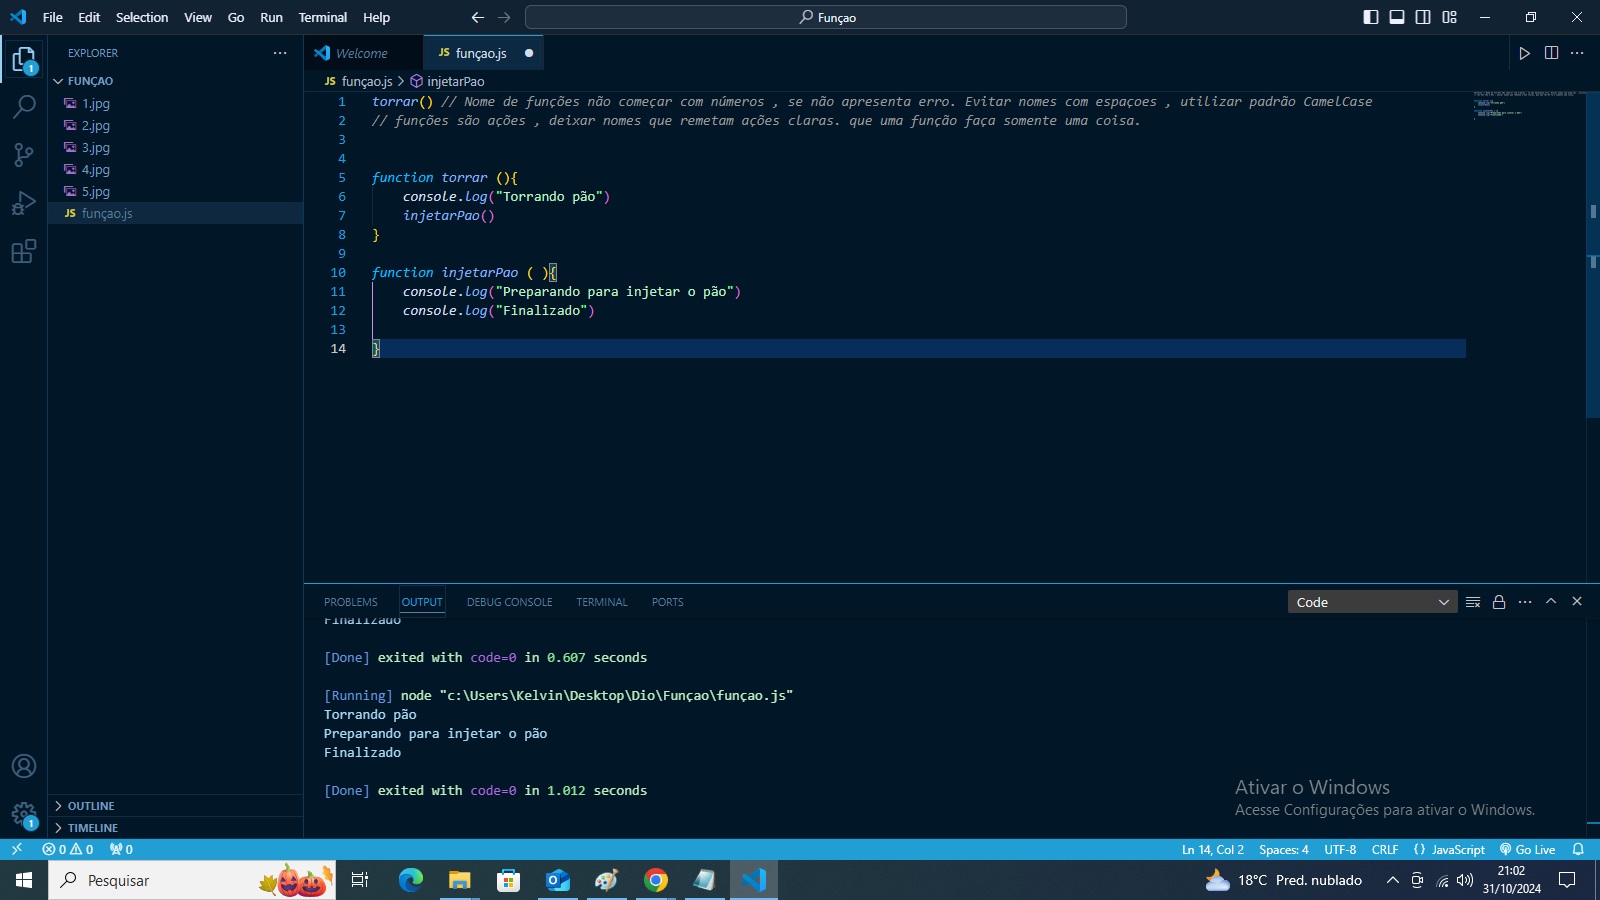 File Edit Selection View Go Run Terminal Help
Funçao
EXPLORER
Welcome
JS funçao.js
FUNÇAO
JS funçao.js > injetarPao
1.jpg
2.jpg
3.jpg
4.jpg
5.jpg
JS funçao.js
1 torrar() // Nome de funções não começar com números , se não apresenta erro. Evitar nomes com espaçoes , utilizar padrão CamelCase
2 // funções são ações , deixar nomes que remetam ações claras. que uma função faça somente uma coisa.
3
4
5 function torrar (){
6 console.log("Torrando pão")
7 injetarPao()
8 }
9
10 function injetarPao ( ){
11 console.log("Preparando para injetar o pão")
12 console.log("Finalizado")
13
14 }
PROBLEMS OUTPUT DEBUG CONSOLE TERMINAL PORTS
Code
Finalizado
[Done] exited with code=0 in 0.607 seconds
[Running] node "c:\Users\Kelvin\Desktop\Dio\Funçao\funçao.js"
Torrando pão
Preparando para injetar o pão
Finalizado
[Done] exited with code=0 in 1.012 seconds
Ativar o Windows
Acesse Configurações para ativar o Windows.
1
1
OUTLINE
TIMELINE
0 0 0
Ln 14, Col 2 Spaces: 4 UTF-8 CRLF {} JavaScript Go Live
Pesquisar
18°C Pred. nublado
21:02
31/10/2024